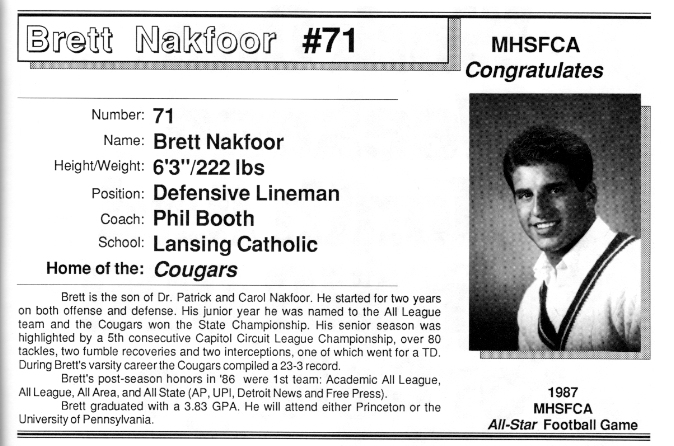 Brett Nakfoor #71
MHSFCA
Congratulates
Number: 71
Name: Brett Nakfoor
Height/Weight: 6'3"/222 lbs
Position: Defensive Lineman
Coach: Phil Booth
School: Lansing Catholic
Home of the: Cougars
Brett is the son of Dr. Patrick and Carol Nakfoor. He started for two years
on both offense and defense. His junior year he was named to the All League
team and the Cougars won the State Championship. His senior season was
highlighted by a 5th consecutive Capitol Circuit League Championship, over 80
tackles, two fumble recoveries and two interceptions, one of which went for a TD.
During Brett's varsity career the Cougars compiled a 23-3 record.
Brett's post-season honors in '86 were 1st team: Academic All League,
All League, All Area, and All State (AP, UPI, Detroit News and Free Press).
Brett graduated with a 3.83 GPA. He will attend either Princeton or the
University of Pennsylvania.
1987
MHSFCA
All-Star Football Game